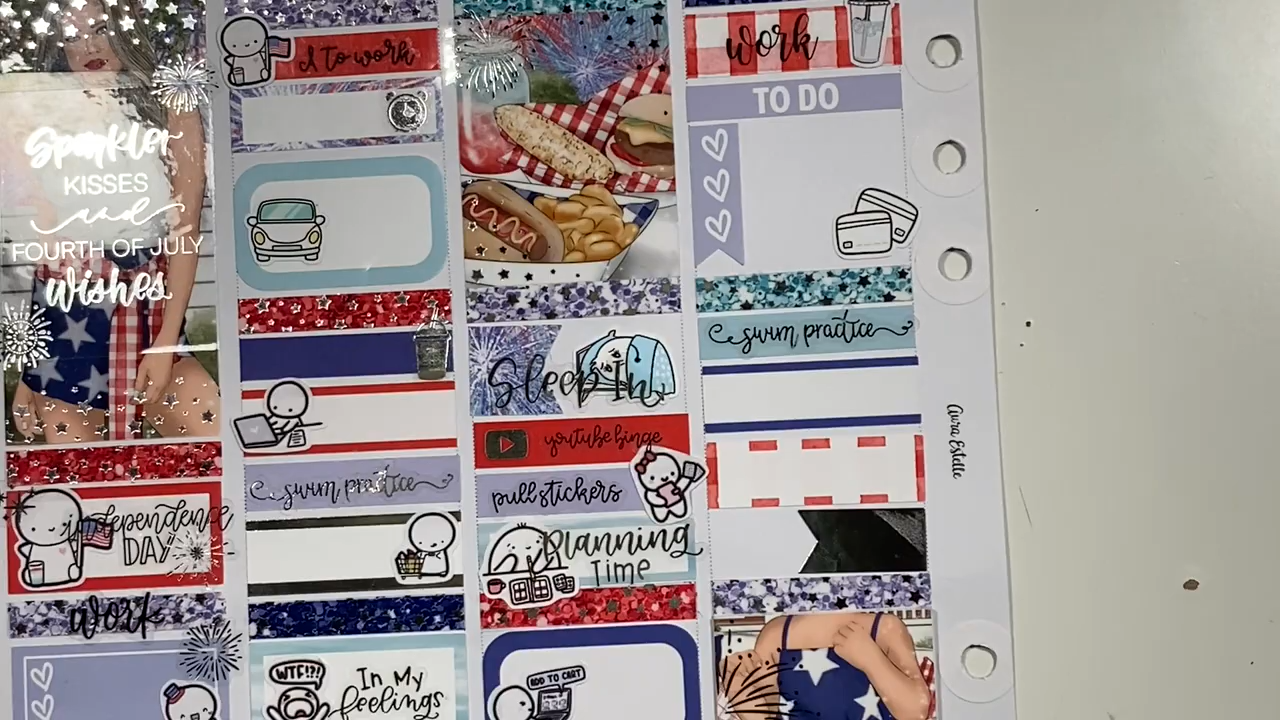 Sparkler
KISSES
and
FOURTH OF JULY
Wishes
independence
DAY
work
to work
swim practice
WTF!?!
In My
feelings
Sleep In
youtube binge
pull stickers
Planning
Time
ADD TO CART
work
TO DO
swim practice
aura Estelle